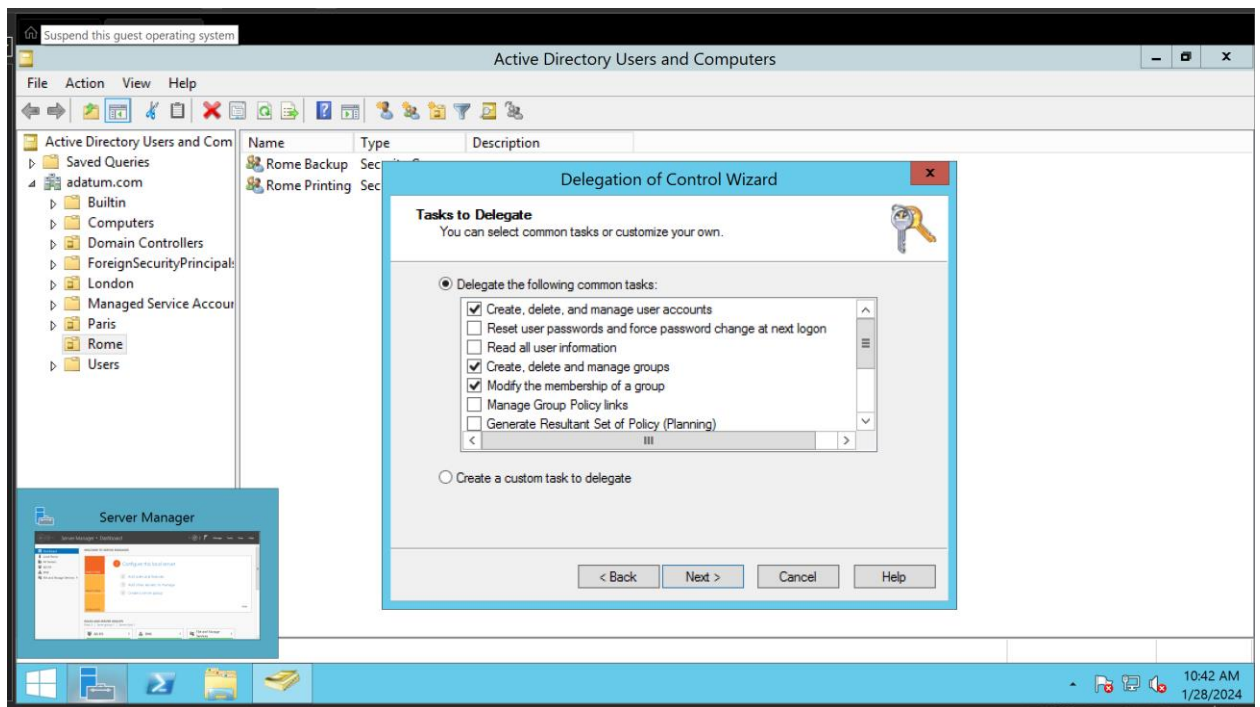 Suspend this guest operating system
Active Directory Users and Computers
File Action View Help
Active Directory Users and Com
Saved Queries
adatum.com
Builtin
Computers
Domain Controllers
ForeignSecurityPrincipals
London
Managed Service Accour
Paris
Rome
Users
Name Type Description
Rome Backup
Rome Printing Sec
Delegation of Control Wizard
x
Tasks to Delegate
You can select common tasks or customize your own.
Delegate the following common tasks:
Create, delete, and manage user accounts
Reset user passwords and force password change at next logon
Read all user information
Create, delete and manage groups
Modify the membership of a group
Manage Group Policy links
Generate Resultant Set of Policy (Planning)
Create a custom task to delegate
< Back Next > Cancel Help
Server Manager
10:42 AM
1/28/2024